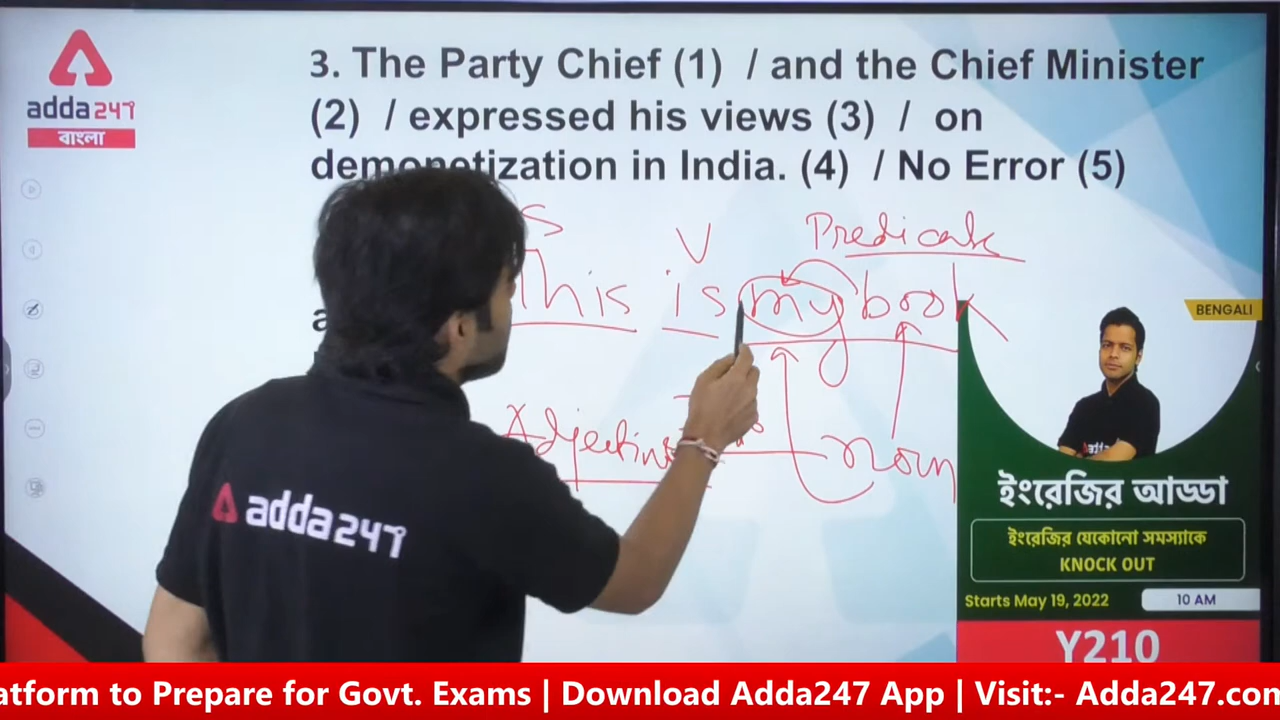 adda247
বাংলা
3. The Party Chief (1) / and the Chief Minister
(2) / expressed his views (3) / on
demonetization in India. (4) / No Error (5)
S
V
Predicate
This is my book
a
Adjective
noun
adda247
BENGALI
ইংরেজির আড্ডা
ইংরেজির যেকোনো সমস্যাকে
KNOCK OUT
Starts May 19, 2022
10 AM
Y210
atform to Prepare for Govt. Exams | Download Adda247 App | Visit:- Adda247.com